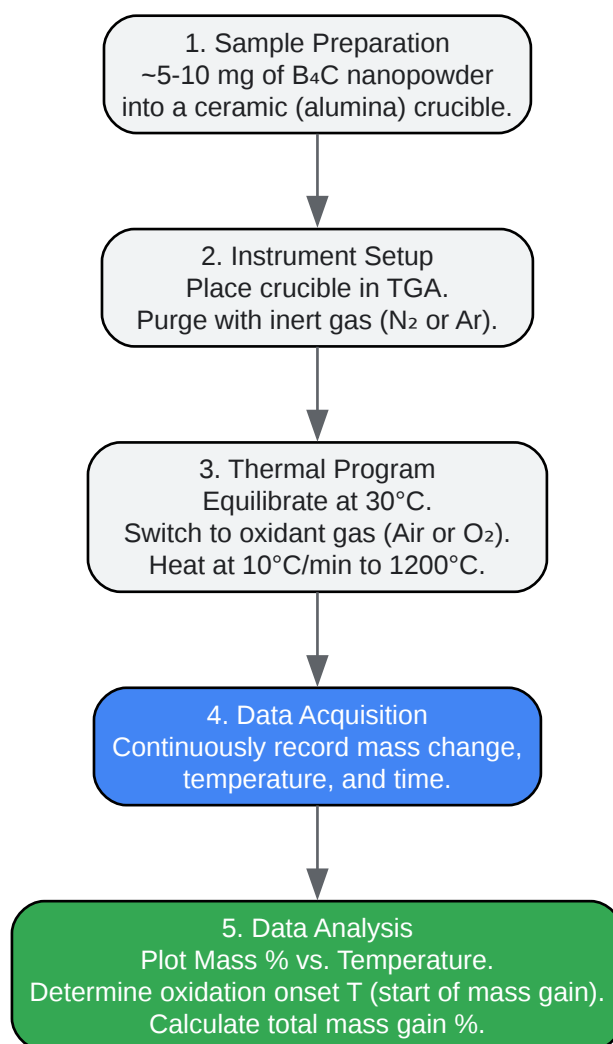 1. Sample Preparation
~5-10 mg of B₄C nanopowder
into a ceramic (alumina) crucible.
2. Instrument Setup
Place crucible in TGA.
Purge with inert gas (N₂ or Ar).
3. Thermal Program
Equilibrate at 30°C.
Switch to oxidant gas (Air or O₂).
Heat at 10°C/min to 1200°C.
4. Data Acquisition
Continuously record mass change,
temperature, and time.
5. Data Analysis
Plot Mass % vs. Temperature.
Determine oxidation onset T (start of mass gain).
Calculate total mass gain %.